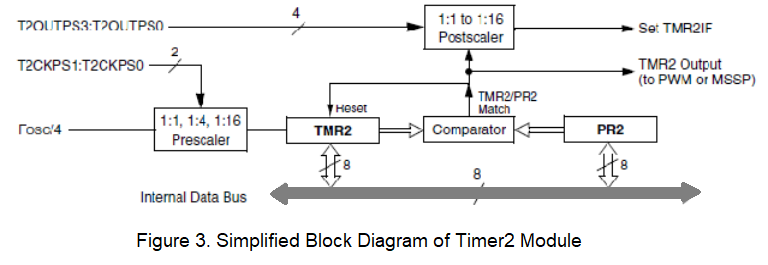 T2OUTPS3:T2OUTPS0
4
1:1 to 1:16
Postscaler
Set TMR2IF
T2CKPS1:T2CKPS0
2
TMR2 Output
(to PWM or MSSP)
TMR2/PR2
Match
Reset
Fosc/4
1:1, 1:4, 1:16
Prescaler
TMR2
Comparator
PR2
8
8
8
Internal Data Bus
Figure 3. Simplified Block Diagram of Timer2 Module